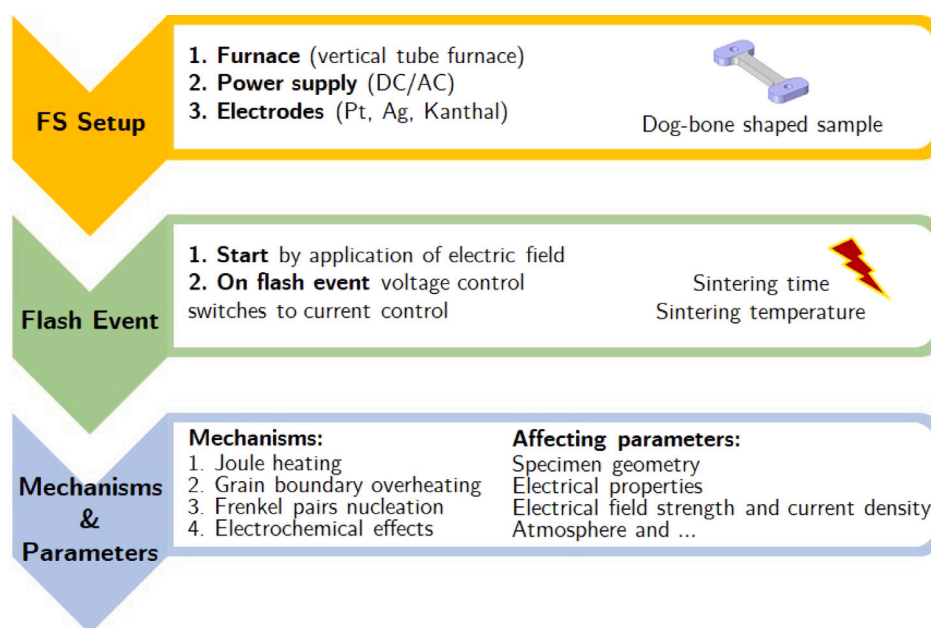 FS Setup
1. Furnace (vertical tube furnace)
2. Power supply (DC/AC)
3. Electrodes (Pt, Ag, Kanthal)
Dog-bone shaped sample
Flash Event
1. Start by application of electric field
2. On flash event voltage control
switches to current control
Sintering time
Sintering temperature
Mechanisms
&
Parameters
Mechanisms:
1. Joule heating
2. Grain boundary overheating
3. Frenkel pairs nucleation
4. Electrochemical effects
Affecting parameters:
Specimen geometry
Electrical properties
Electrical field strength and current density
Atmosphere and ...